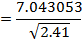 = 7.043053 / √2.41